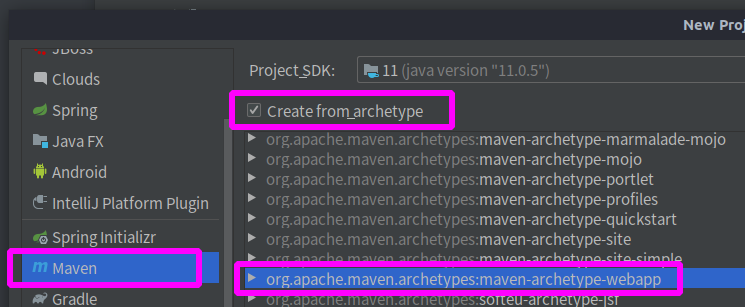 New Proj
JBoss
Clouds
Spring
Java FX
Android
IntelliJ Platform Plugin
Spring Initializr
Maven
Gradle
Project SDK: 11 (java version "11.0.5")
Create from archetype
org.apache.maven.archetypes:maven-archetype-marmalade-mojo
org.apache.maven.archetypes:maven-archetype-mojo
org.apache.maven.archetypes:maven-archetype-portlet
org.apache.maven.archetypes:maven-archetype-profiles
org.apache.maven.archetypes:maven-archetype-quickstart
org.apache.maven.archetypes:maven-archetype-site
org.apache.maven.archetypes:maven-archetype-site-simple
org.apache.maven.archetypes:maven-archetype-webapp
org.apache.maven.archetypes:softeu-archetype-jsf